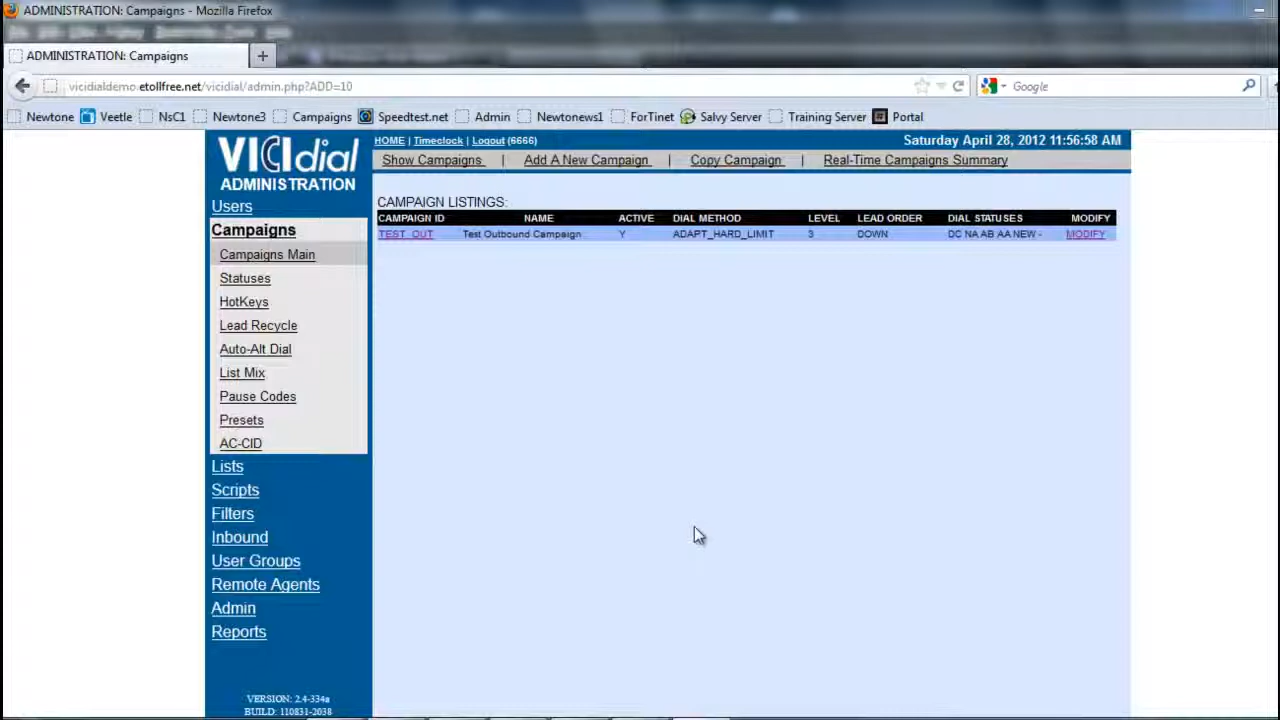 ADMINISTRATION: Campaigns - Mozilla Firefox
ADMINISTRATION: Campaigns
vicidialdemo.etollfree.net/vicidial/admin.php?ADD=10
Google
Newtone Veetle NsC1 Newtone3 Campaigns Speedtest.net Admin Newtonews1 ForTinet Salvy Server Training Server Portal
VICIdial
ADMINISTRATION
HOME | Timeclock | Logout (6666)
Saturday April 28, 2012 11:56:58 AM
Show Campaigns | Add A New Campaign | Copy Campaign | Real-Time Campaigns Summary
Users
Campaigns
Campaigns Main
Statuses
HotKeys
Lead Recycle
Auto-Alt Dial
List Mix
Pause Codes
Presets
AC-CID
Lists
Scripts
Filters
Inbound
User Groups
Remote Agents
Admin
Reports
VERSION: 2.4-334a
BUILD: 110831-2038
CAMPAIGN LISTINGS:
CAMPAIGN ID NAME ACTIVE DIAL METHOD LEVEL LEAD ORDER DIAL STATUSES MODIFY
TEST_OUT Test Outbound Campaign Y ADAPT_HARD_LIMIT 3 DOWN DC NA AB AA NEW - MODIFY